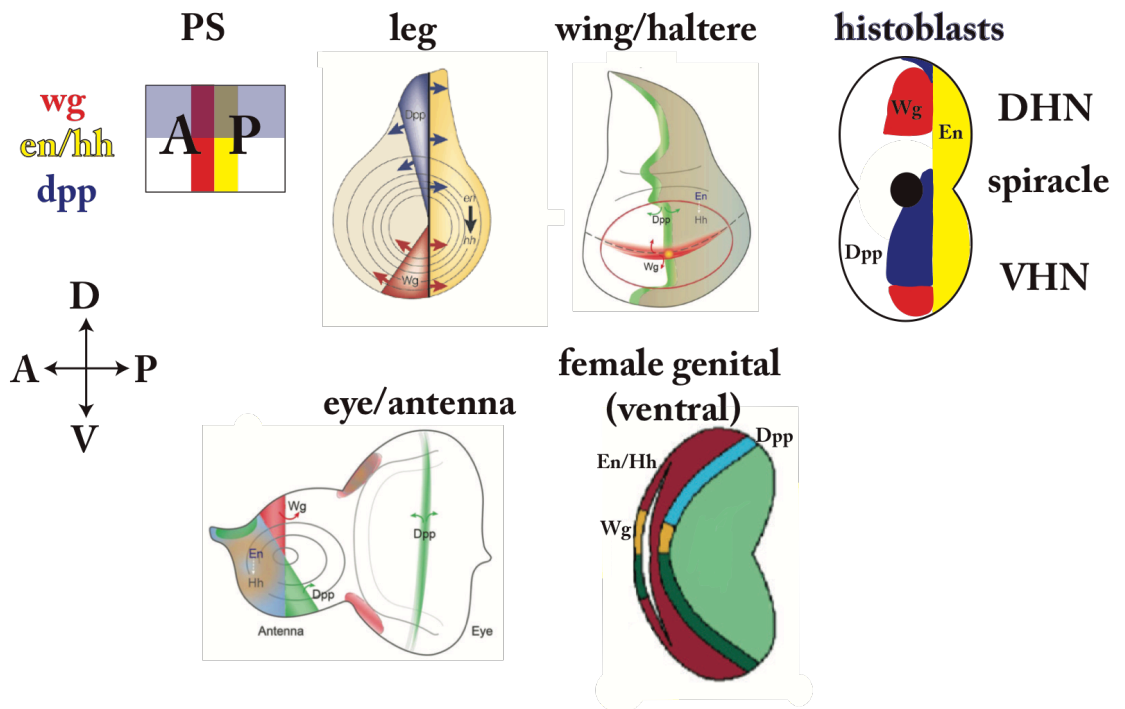 PS
leg
wing/haltere
histoblasts
wg
en/hh
dpp
A P
Dpp
en
hh
Wg
En
Hh
Dpp
Wg
Wg
En
Dpp
DHN
spiracle
VHN
D
A P
V
eye/antenna
female genital
(ventral)
Wg
En
Hh
Dpp
Dpp
Antenna
Eye
En/Hh
Dpp
Wg